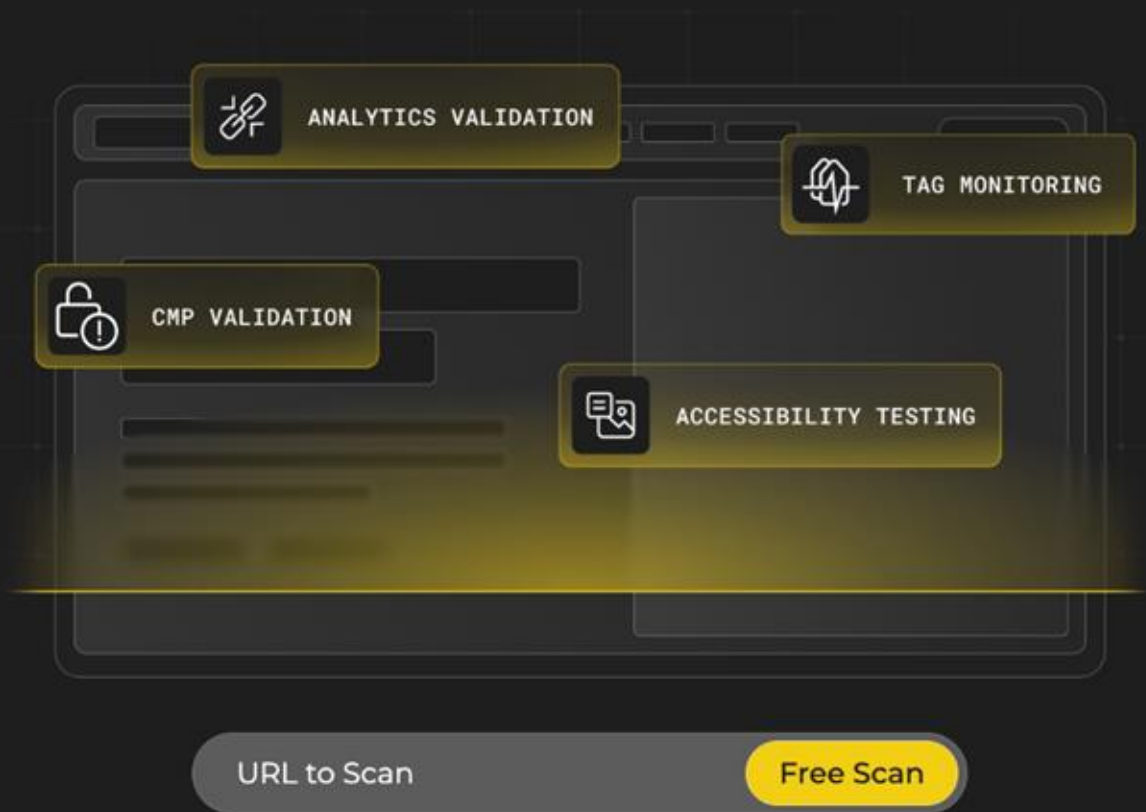 ANALYTICS VALIDATION
TAG MONITORING
CMP VALIDATION
ACCESSIBILITY TESTING
URL to Scan
Free Scan